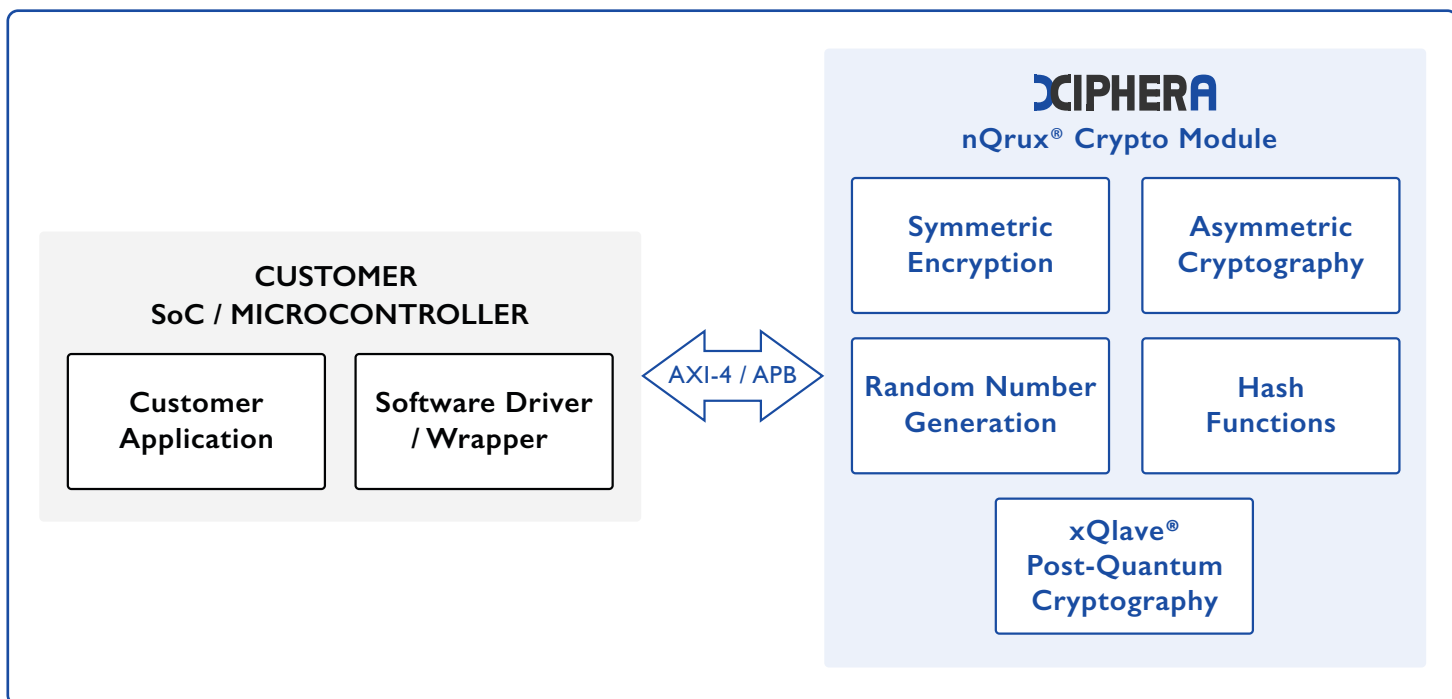 XIPHERA
nQrux® Crypto Module
Symmetric
Encryption
Asymmetric
Cryptography
CUSTOMER
SoC / MICROCONTROLLER
Customer
Application
Software Driver
/ Wrapper
AXI-4 / APB
Random Number
Generation
Hash
Functions
xQlave®
Post-Quantum
Cryptography